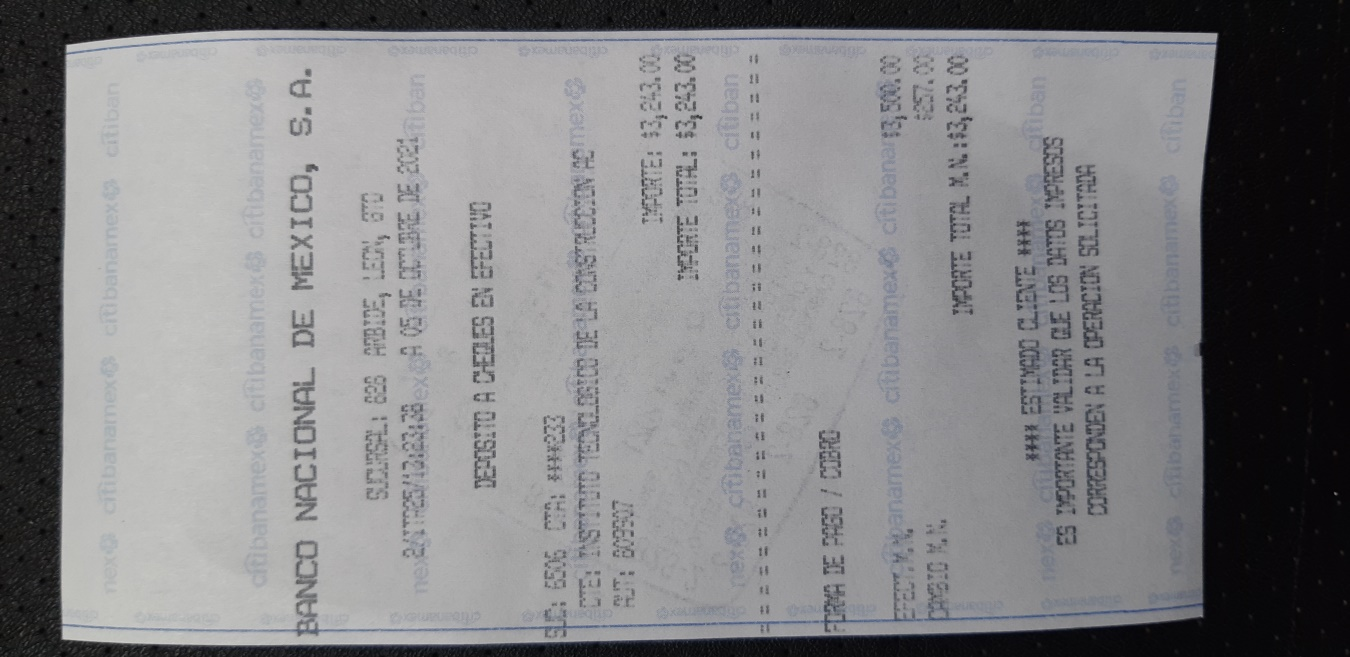 BANCO NACIONAL DE MEXICO, S.A.
SUCURSAL: 826 ARBIDE, LEON, GTO
A 05 DE OCTUBRE DE 2021
DEPOSITO A CHEQUES EN EFECTIVO
SUC: 6506 CTA: ****233
CTE: INSTITUTO TECNOLOGICO DE LA CONSTRUCCION AC
AUT: 
IMPORTE: $3,243.00
IMPORTE TOTAL: $3,243.00
=================================
FORMA DE PAGO / COBRO
EFECT.M.N. $3,500.00
CAMBIO M.N. $257.00
IMPORTE TOTAL M.N.:$3,243.00
**** ESTIMADO CLIENTE ****
ES IMPORTANTE VALIDAR QUE LOS DATOS IMPRESOS
CORRESPONDEN A LA OPERACION SOLICITADA
citibanamex